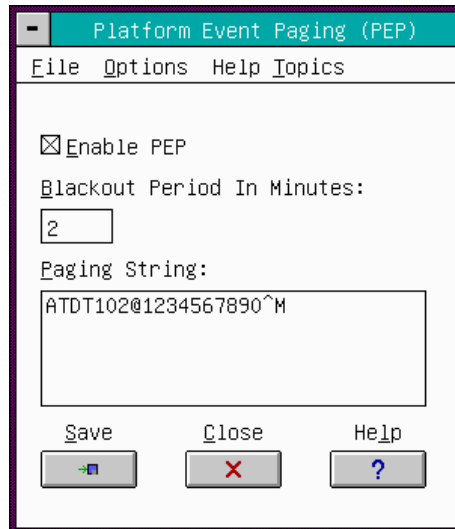 Platform Event Paging (PEP)
File Options Help Topics
Enable PEP
Blackout Period In Minutes:
2
Paging String:
ATDT102@1234567890^M
Save Close Help
?